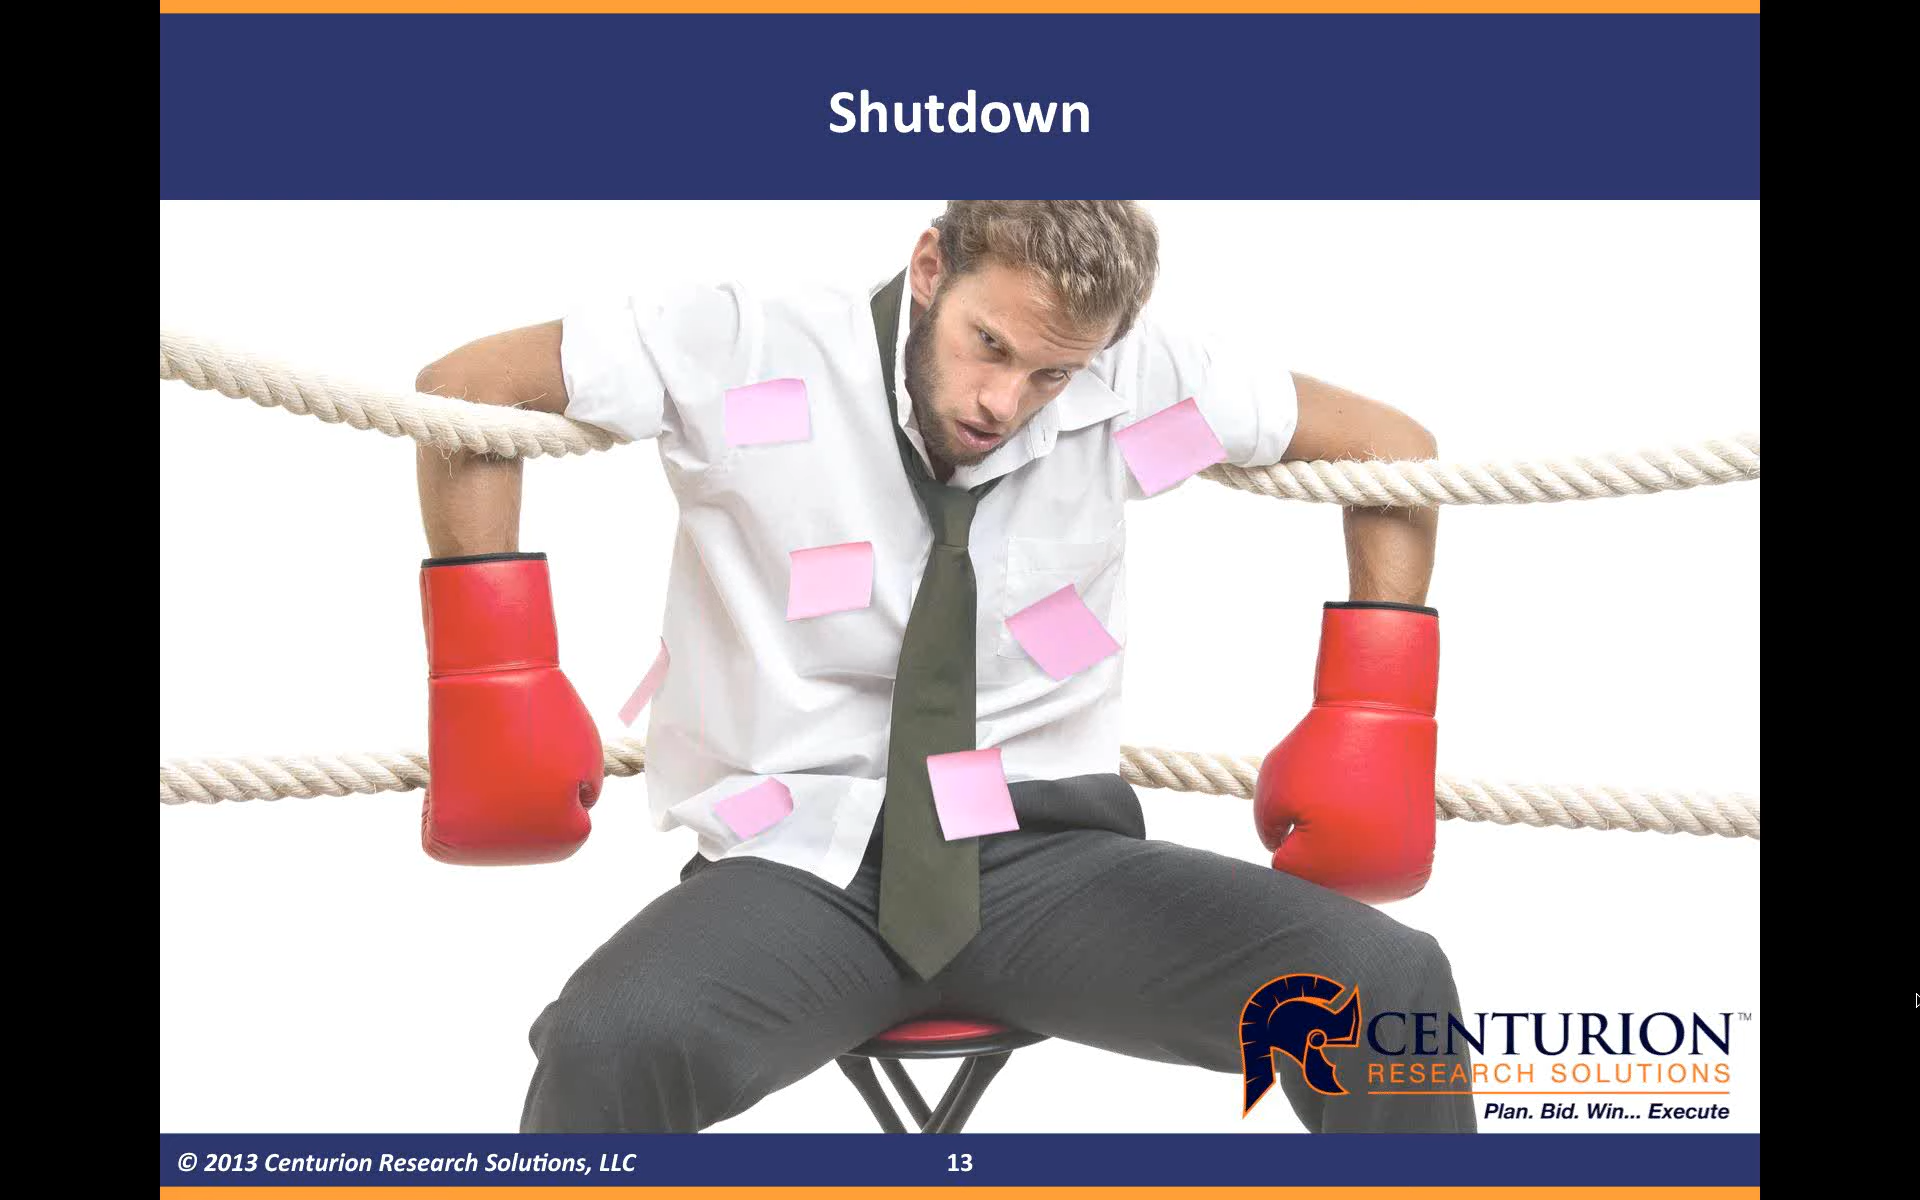 Shutdown
CENTURION™
RESEARCH SOLUTIONS
Plan. Bid. Win... Execute
© 2013 Centurion Research Solutions, LLC
13